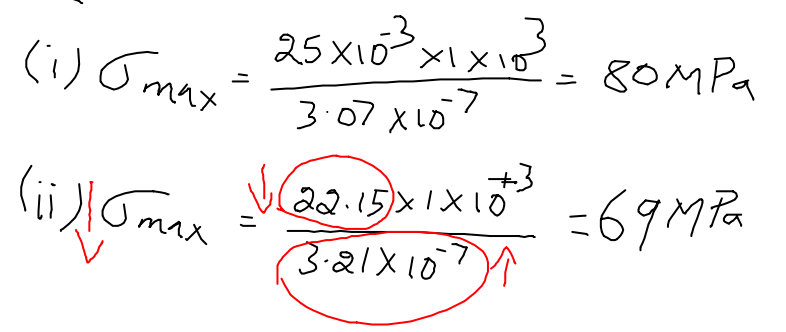 (i) σmax = 25×10⁻³×1×10³ / 3.07×10⁻⁷ = 80MPa
(ii) σmax = 22.15×1×10⁺³ / 3.21×10⁻⁷ = 69MPa